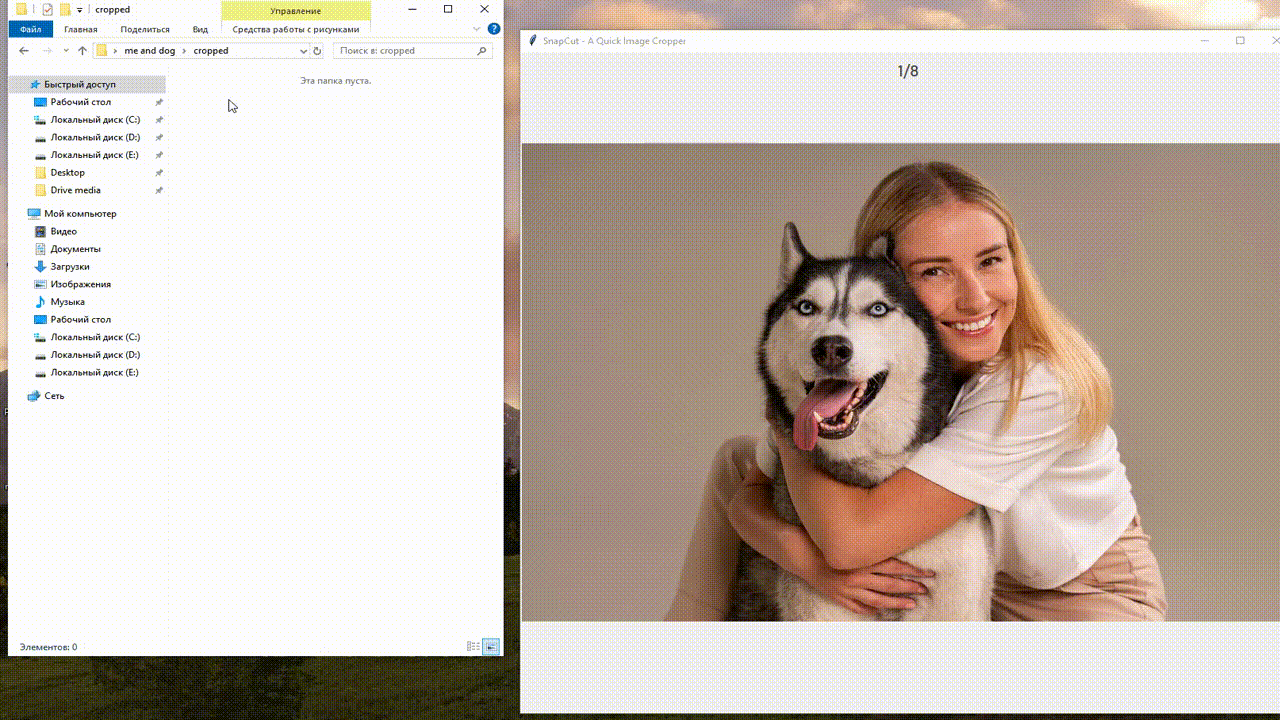 cropped
Управление
Файл
Главная
Поделиться
Вид
Средства работы с рисунками
me and dog
cropped
Поиск в: cropped
Эта папка пуста.
Быстрый доступ
Рабочий стол
Локальный диск (C:)
Локальный диск (D:)
Локальный диск (E:)
Desktop
Drive media
Мой компьютер
Видео
Документы
Загрузки
Изображения
Музыка
Рабочий стол
Локальный диск (C:)
Локальный диск (D:)
Локальный диск (E:)
Сеть
Элементов: 0
SnapCut - A Quick Image Cropper
1/8